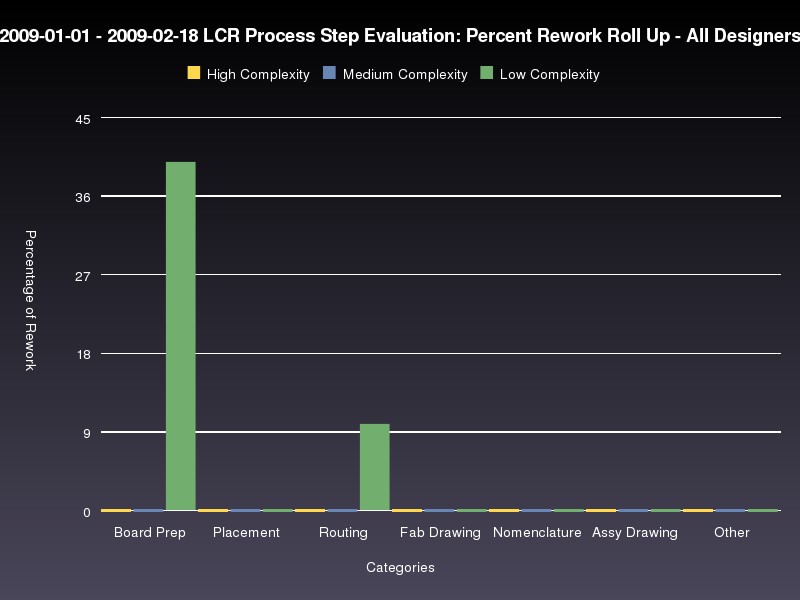 2009-01-01 - 2009-02-18 LCR Process Step Evaluation: Percent Rework Roll Up - All Designers
High Complexity Medium Complexity Low Complexity
45
36
27
18
9
0
Percentage of Rework
Board Prep Placement Routing Fab Drawing Nomenclature Assy Drawing Other
Categories